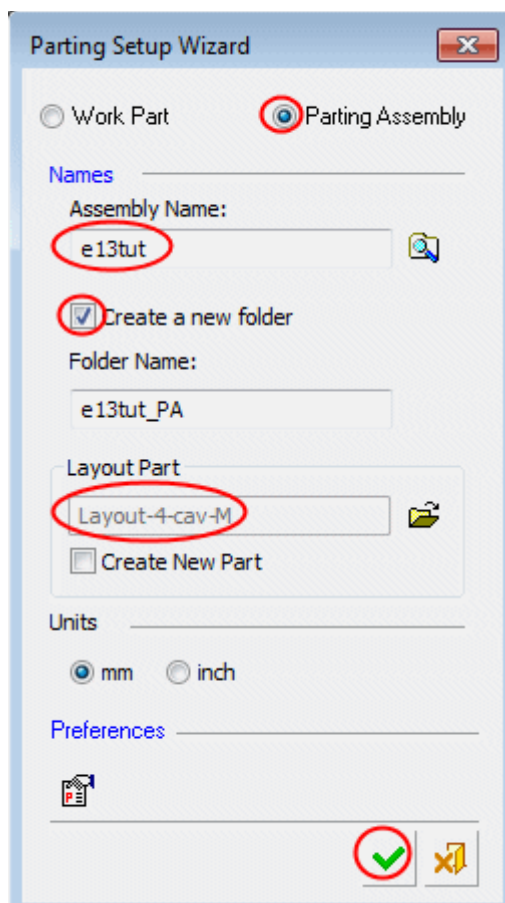 Parting Setup Wizard
Work Part Parting Assembly
Names
Assembly Name:
e13tut
Create a new folder
Folder Name:
e13tut_PA
Layout Part
Layout-4-cav-M
Create New Part
Units
mm inch
Preferences
P